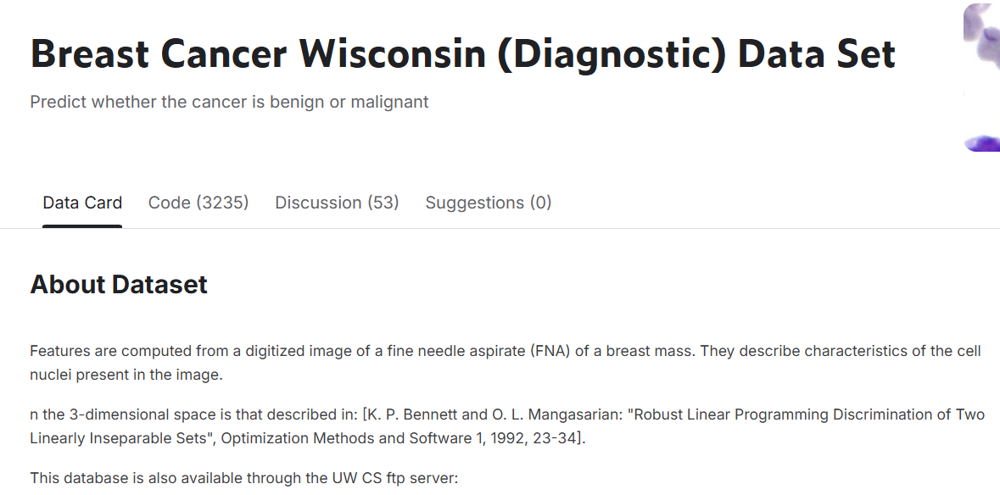 Breast Cancer Wisconsin (Diagnostic) Data Set
Predict whether the cancer is benign or malignant
Data Card Code (3235) Discussion (53) Suggestions (0)
About Dataset
Features are computed from a digitized image of a fine needle aspirate (FNA) of a breast mass. They describe characteristics of the cell
nuclei present in the image.
n the 3-dimensional space is that described in: [K. P. Bennett and O. L. Mangasarian: "Robust Linear Programming Discrimination of Two
Linearly Inseparable Sets", Optimization Methods and Software 1, 1992, 23-34].
This database is also available through the UW CS ftp server: